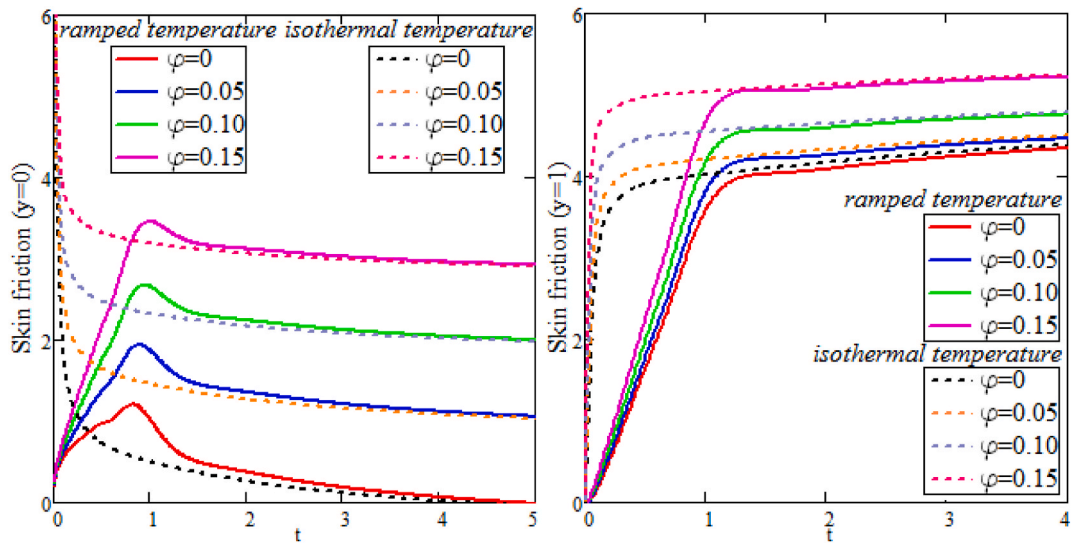 ramped temperature isothermal temperature
φ=0
φ=0.05
φ=0.10
φ=0.15
φ=0
φ=0.05
φ=0.10
φ=0.15
Skin friction (y=0)
6
4
2
0
0 1 2 3 4 5
t
Skin friction (y=1)
6
4
2
0
ramped temperature
φ=0
φ=0.05
φ=0.10
φ=0.15
isothermal temperature
φ=0
φ=0.05
φ=0.10
φ=0.15
0 1 2 3 4
t